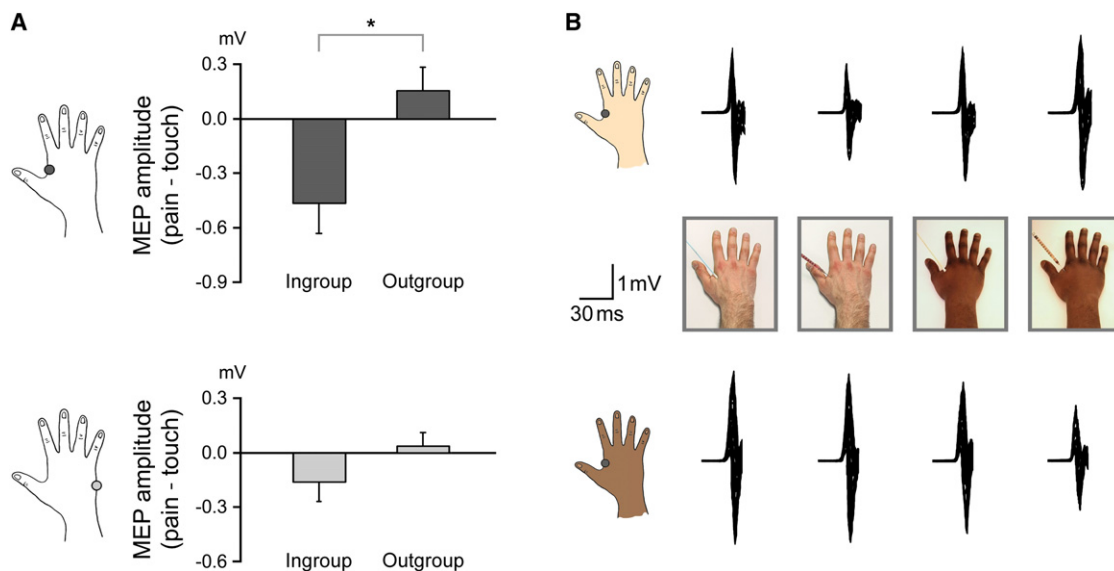 A
mV
*
0.3
0.0
-0.3
-0.6
-0.9
MEP amplitude
(pain - touch)
Ingroup Outgroup
mV
0.3
0.0
-0.3
-0.6
MEP amplitude
(pain - touch)
Ingroup Outgroup
B
1 mV
30 ms